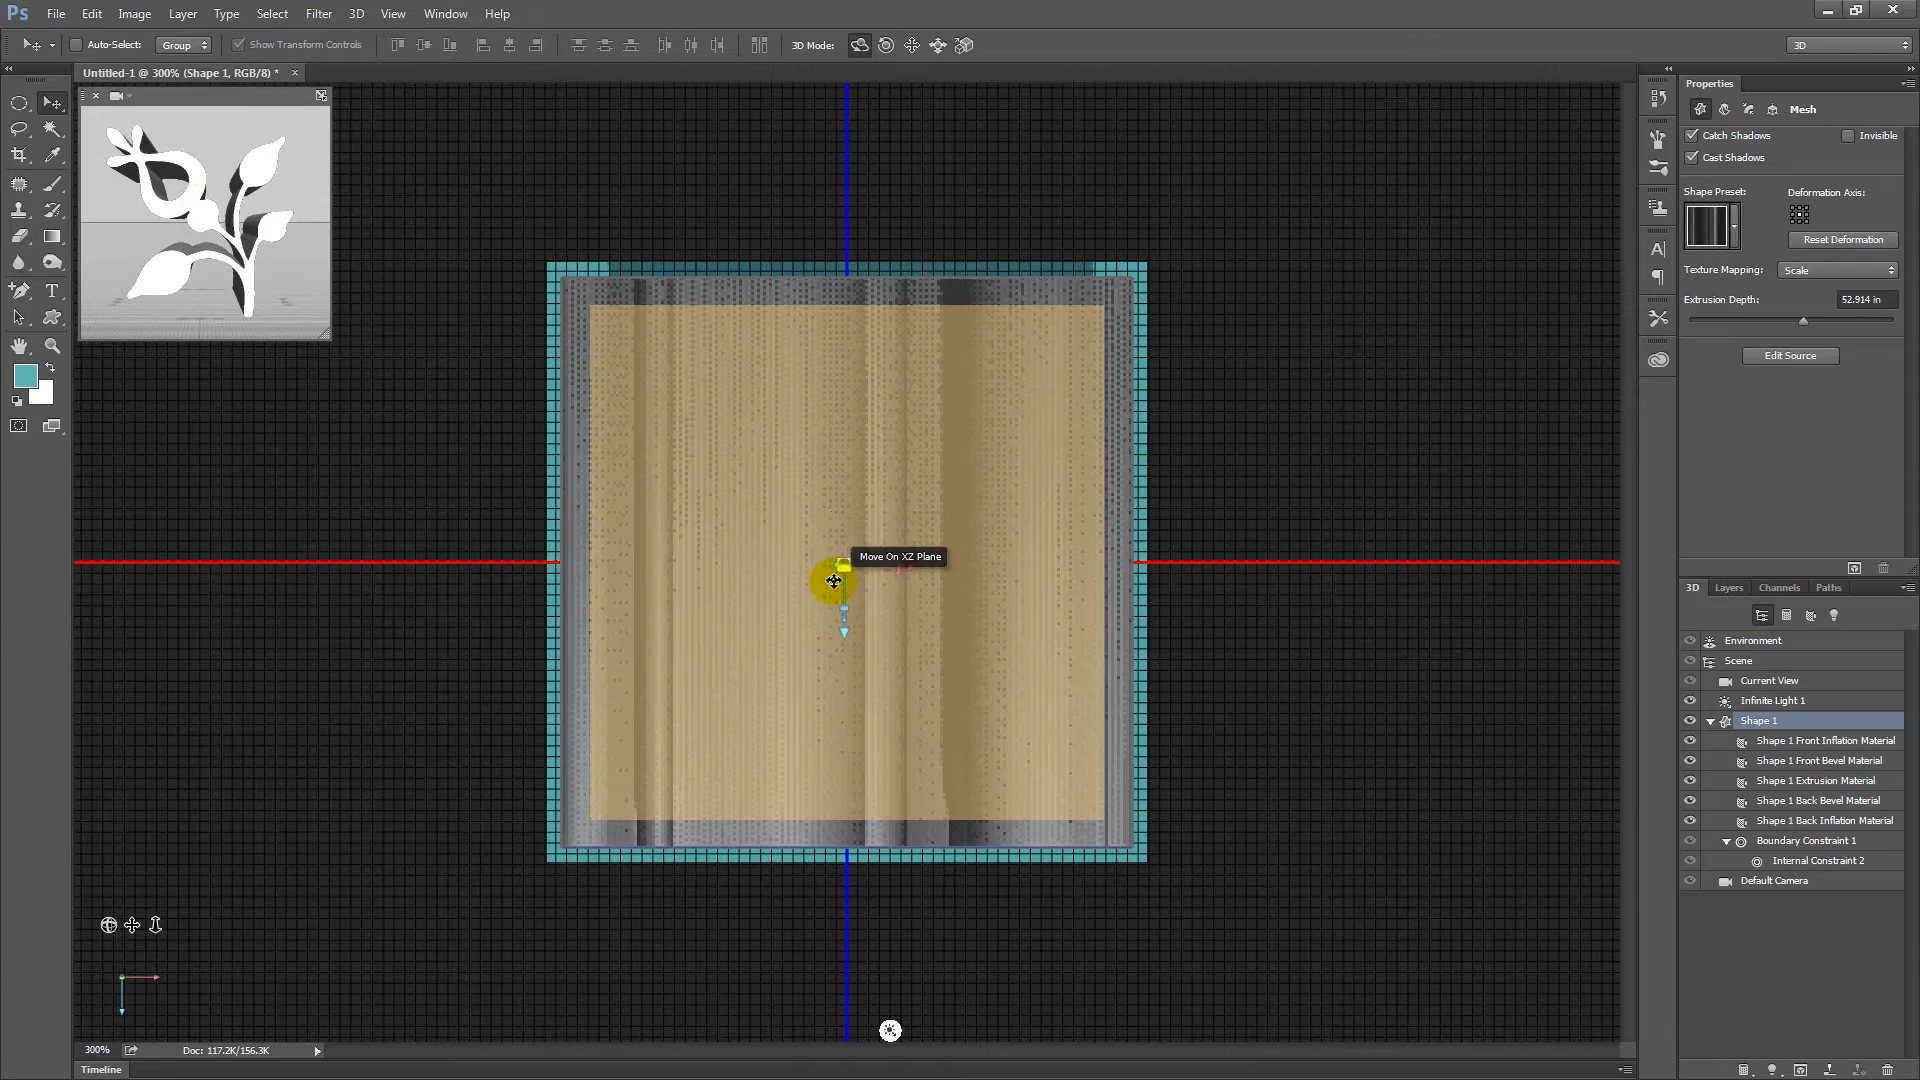 Ps File Edit Image Layer Type Select Filter 3D View Window Help
Auto-Select: Group Show Transform Controls 3D Mode: 3D
Untitled-1 @ 300% (Shape 1, RGB/8) *
Properties
Mesh
Catch Shadows Invisible
Cast Shadows
Shape Preset: Deformation Axis:
Reset Deformation
Texture Mapping: Scale
Extrusion Depth: 52.914 in
Edit Source
Move On XZ Plane
3D Layers Channels Paths
Environment
Scene
Current View
Infinite Light 1
Shape 1
Shape 1 Front Inflation Material
Shape 1 Front Bevel Material
Shape 1 Extrusion Material
Shape 1 Back Bevel Material
Shape 1 Back Inflation Material
Boundary Constraint 1
Internal Constraint 2
Default Camera
300% Doc: 117.2K/156.3K
Timeline